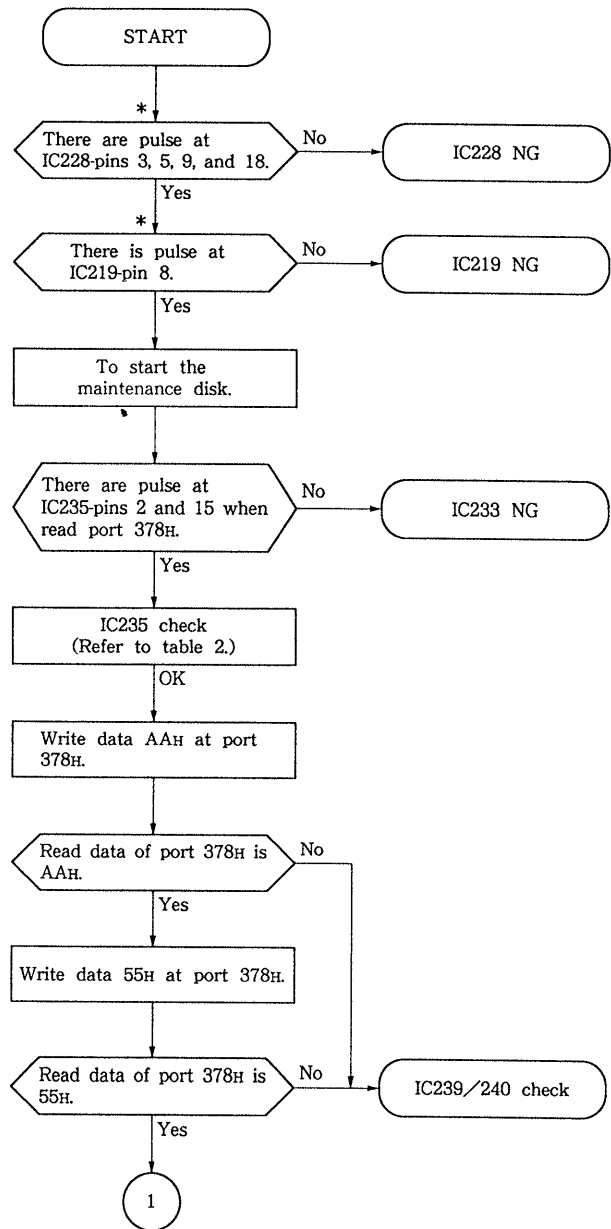 START
*
There are pulse at
IC228-pins 3, 5, 9, and 18.
No
IC228 NG
Yes
*
There is pulse at
IC219-pin 8.
No
IC219 NG
Yes
To start the
maintenance disk.
There are pulse at
IC235-pins 2 and 15 when
read port 378H.
No
IC233 NG
Yes
IC235 check
(Refer to table 2.)
OK
Write data AAH at port
378H.
Read data of port 378H is
AAH.
No
Yes
Write data 55H at port 378H.
Read data of port 378H is
55H.
No
IC239/240 check
Yes
1